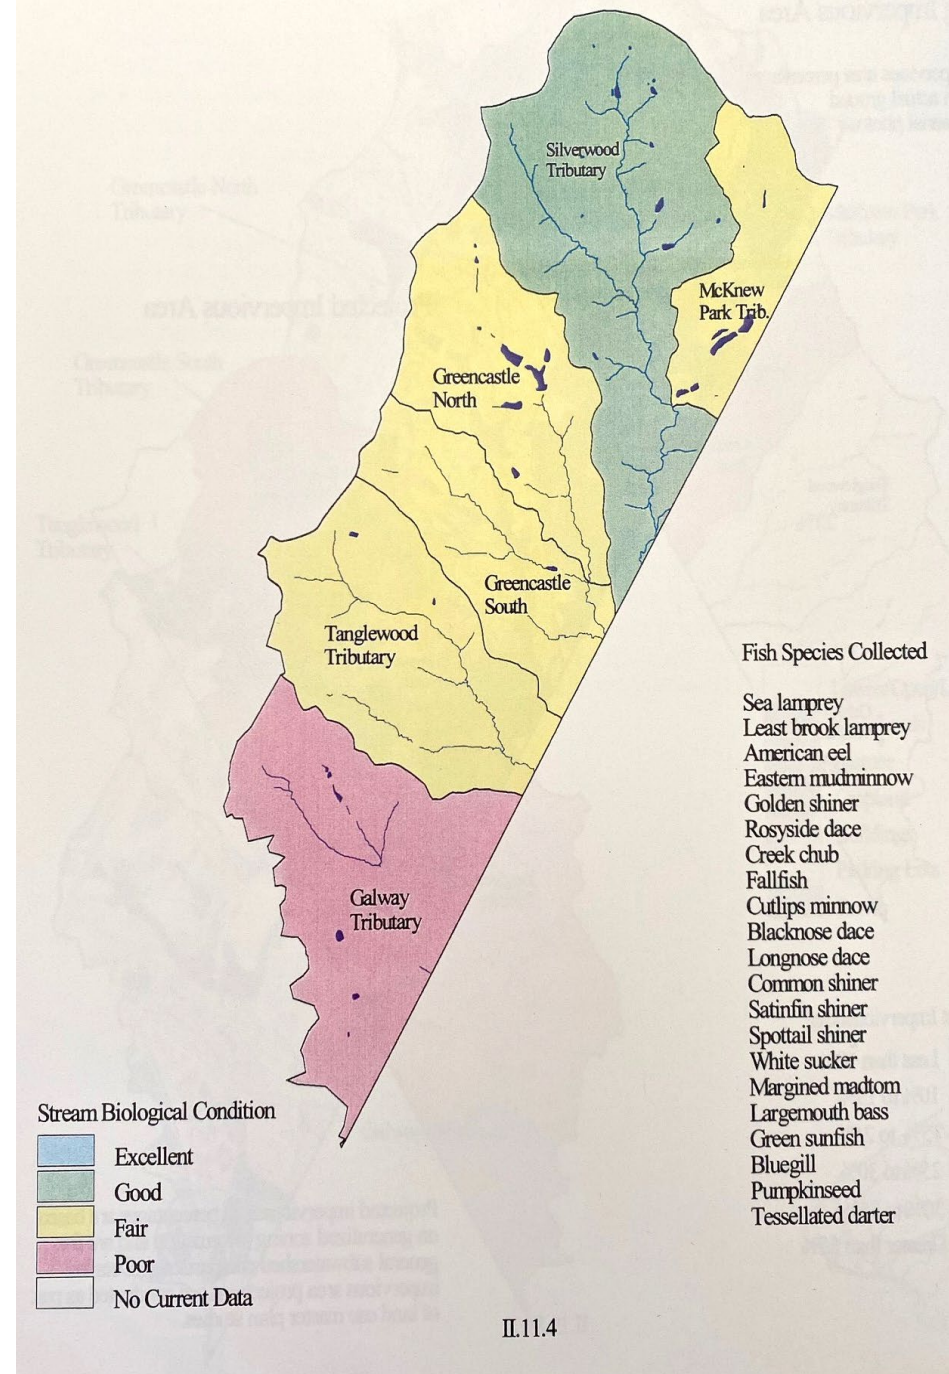 Silverwood
Tributary
McKnew
Park Trib.
Greencastle
North
Greencastle
South
Tanglewood
Tributary
Galway
Tributary
Fish Species Collected
Sea lamprey
Least brook lamprey
American eel
Eastern mudminnow
Golden shiner
Rosyside dace
Creek chub
Fallfish
Cutlips minnow
Blacknose dace
Longnose dace
Common shiner
Satinfin shiner
Spottail shiner
White sucker
Margined madtom
Largemouth bass
Green sunfish
Bluegill
Pumpkinseed
Tessellated darter
Stream Biological Condition
Excellent
Good
Fair
Poor
No Current Data
II.11.4